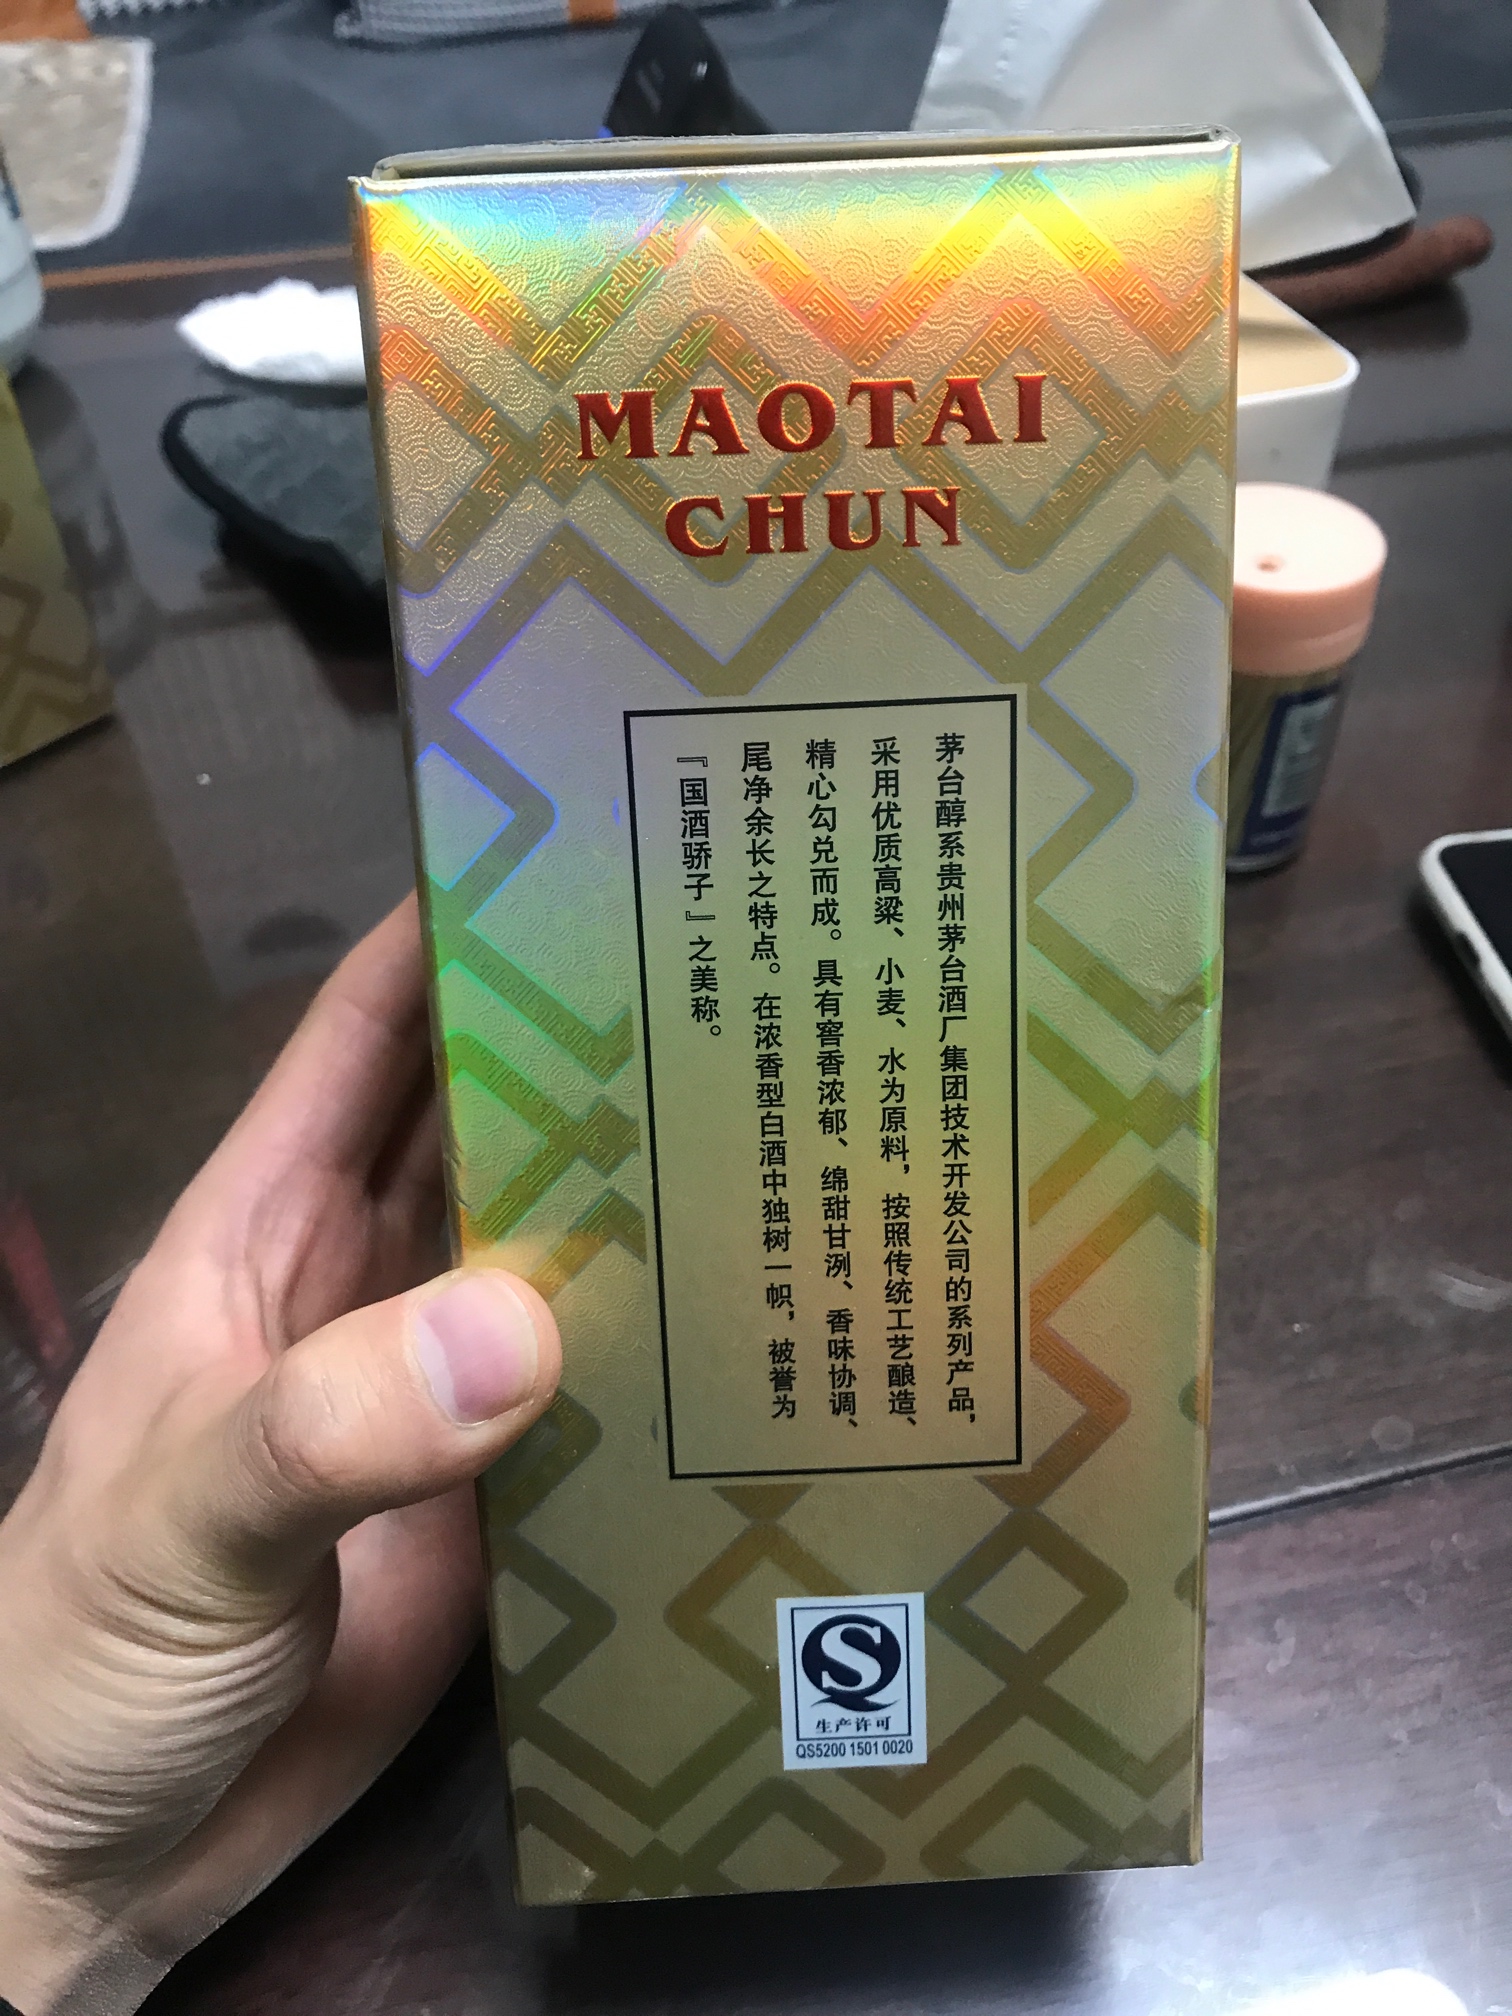 MAOTAI
CHUN
茅台醇系贵州茅台酒厂集团技术开发公司的系列产品，
采用优质高粱、小麦、水为原料，按照传统工艺酿造、
精心勾兑而成。具有窖香浓郁、绵甜甘洌、香味协调、
尾净余长之特点。在浓香型白酒中独树一帜，被誉为
『国酒骄子』之美称。
生产许可
QS5200 1501 0020